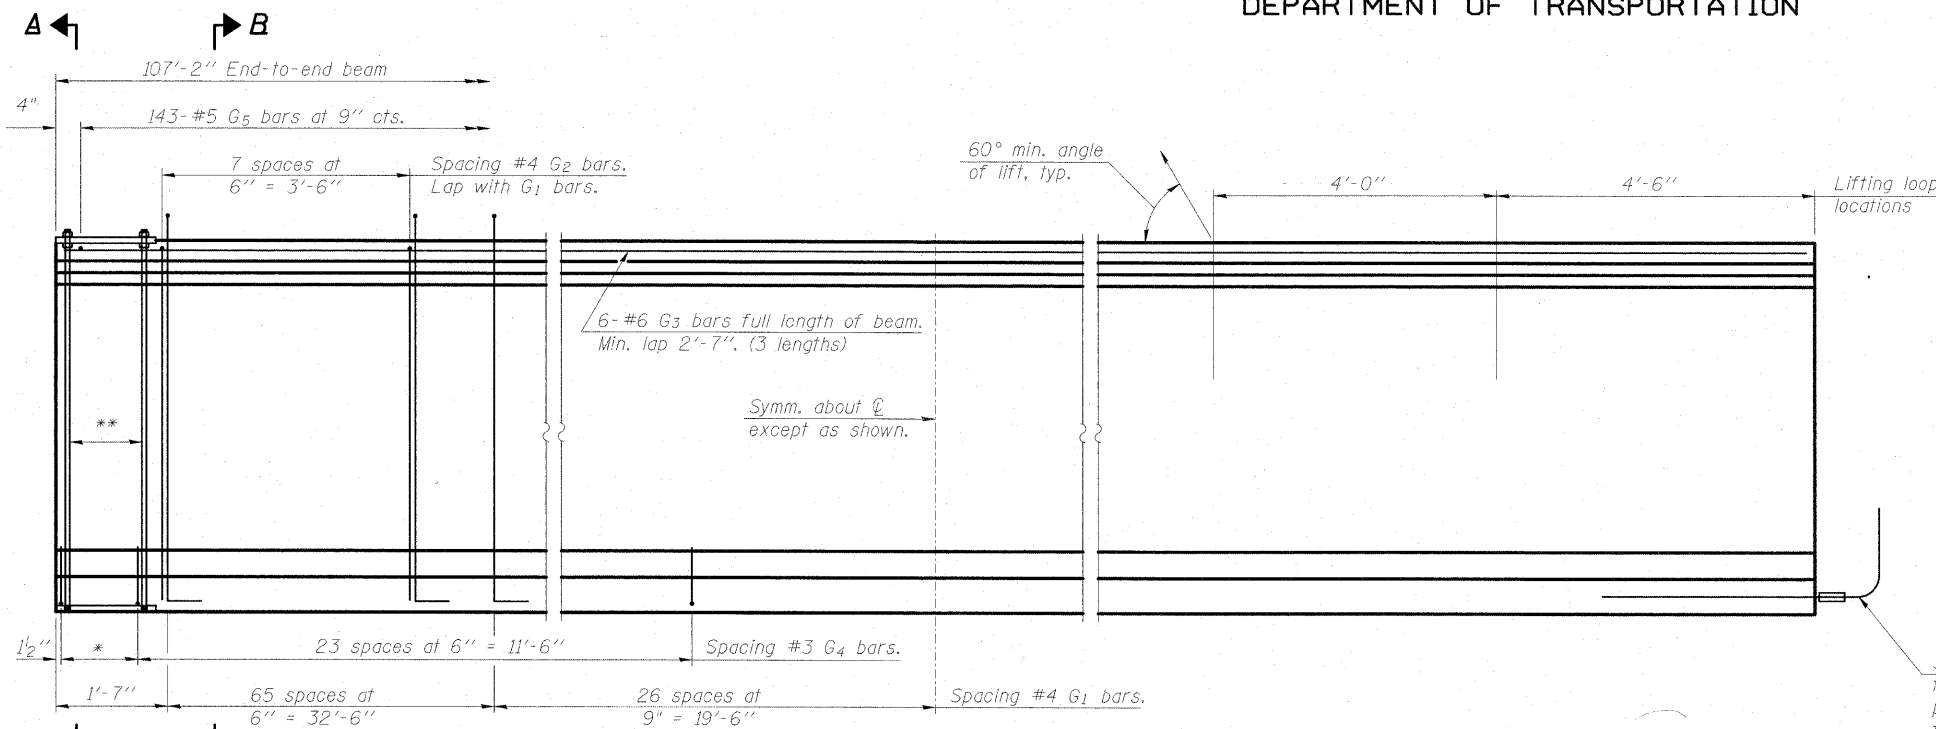 DEPARTMENT OF TRANSPORTATION
A
B
107'-2" End-to-end beam
4"
143-#5 G5 bars at 9" cts.
7 spaces at
6" = 3'-6"
Spacing #4 G2 bars.
Lap with G1 bars.
60° min. angle
of lift, typ.
4'-0"
4'-6"
Lifting loop
locations
6-#6 G3 bars full length of beam.
Min. lap 2'-7". (3 lengths)
Symm. about ℄
except as shown.
**
1½"
*
23 spaces at 6" = 11'-6"
Spacing #3 G4 bars.
1'-7"
65 spaces at
6" = 32'-6"
26 spaces at
9" = 19'-6"
Spacing #4 G1 bars.